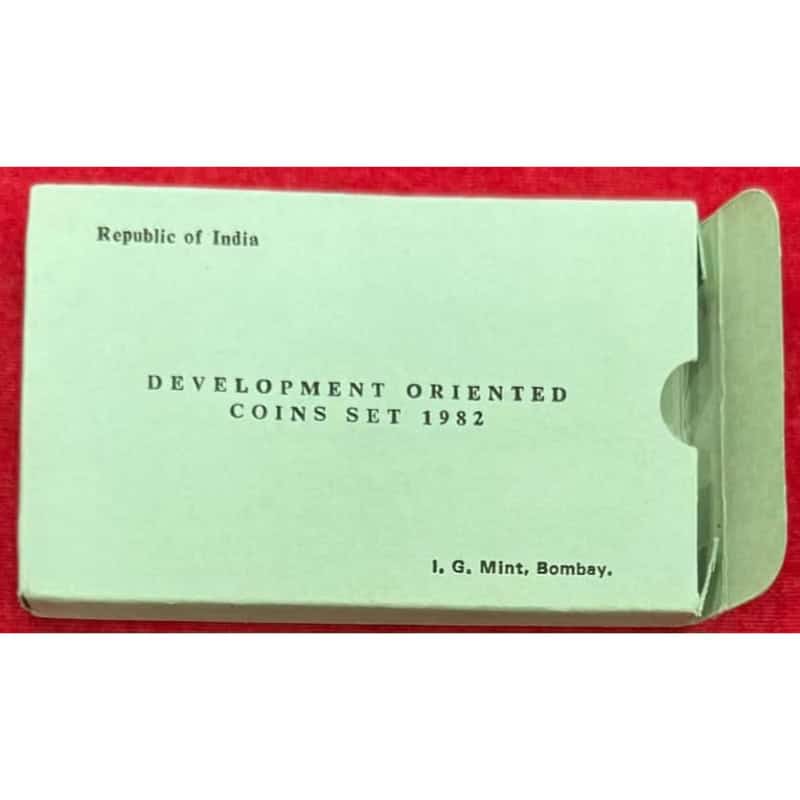 Republic of India
DEVELOPMENT ORIENTED
COINS SET 1982
I. G. Mint, Bombay.